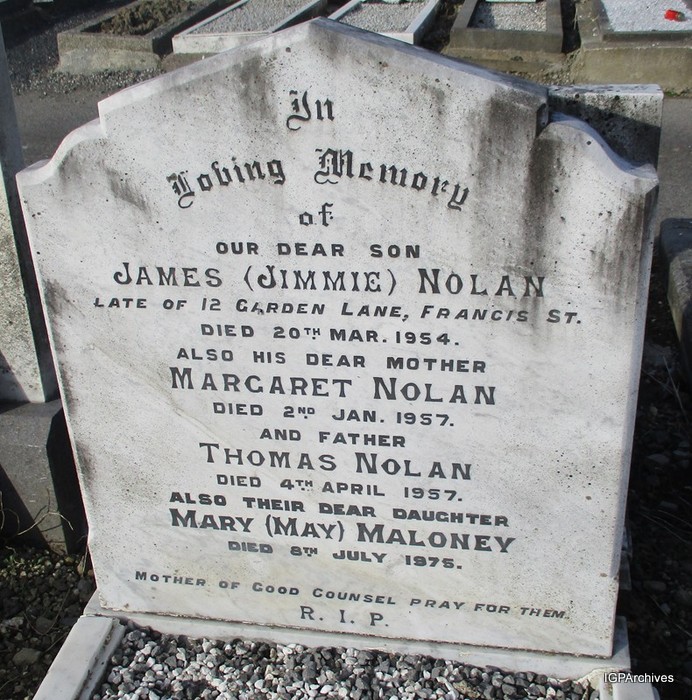 In
Loving Memory
of
OUR DEAR SON
JAMES (JIMMIE) NOLAN
LATE OF 12 GARDEN LANE, FRANCIS ST.
DIED 20TH MAR. 1954.
ALSO HIS DEAR MOTHER
MARGARET NOLAN
DIED 2ND JAN. 1957.
AND FATHER
THOMAS NOLAN
DIED 4TH APRIL 1957.
ALSO THEIR DEAR DAUGHTER
MARY (MAY) MALONEY
DIED 8TH JULY 1975.
MOTHER OF GOOD COUNSEL PRAY FOR THEM.
R. I. P.
IGPArchives